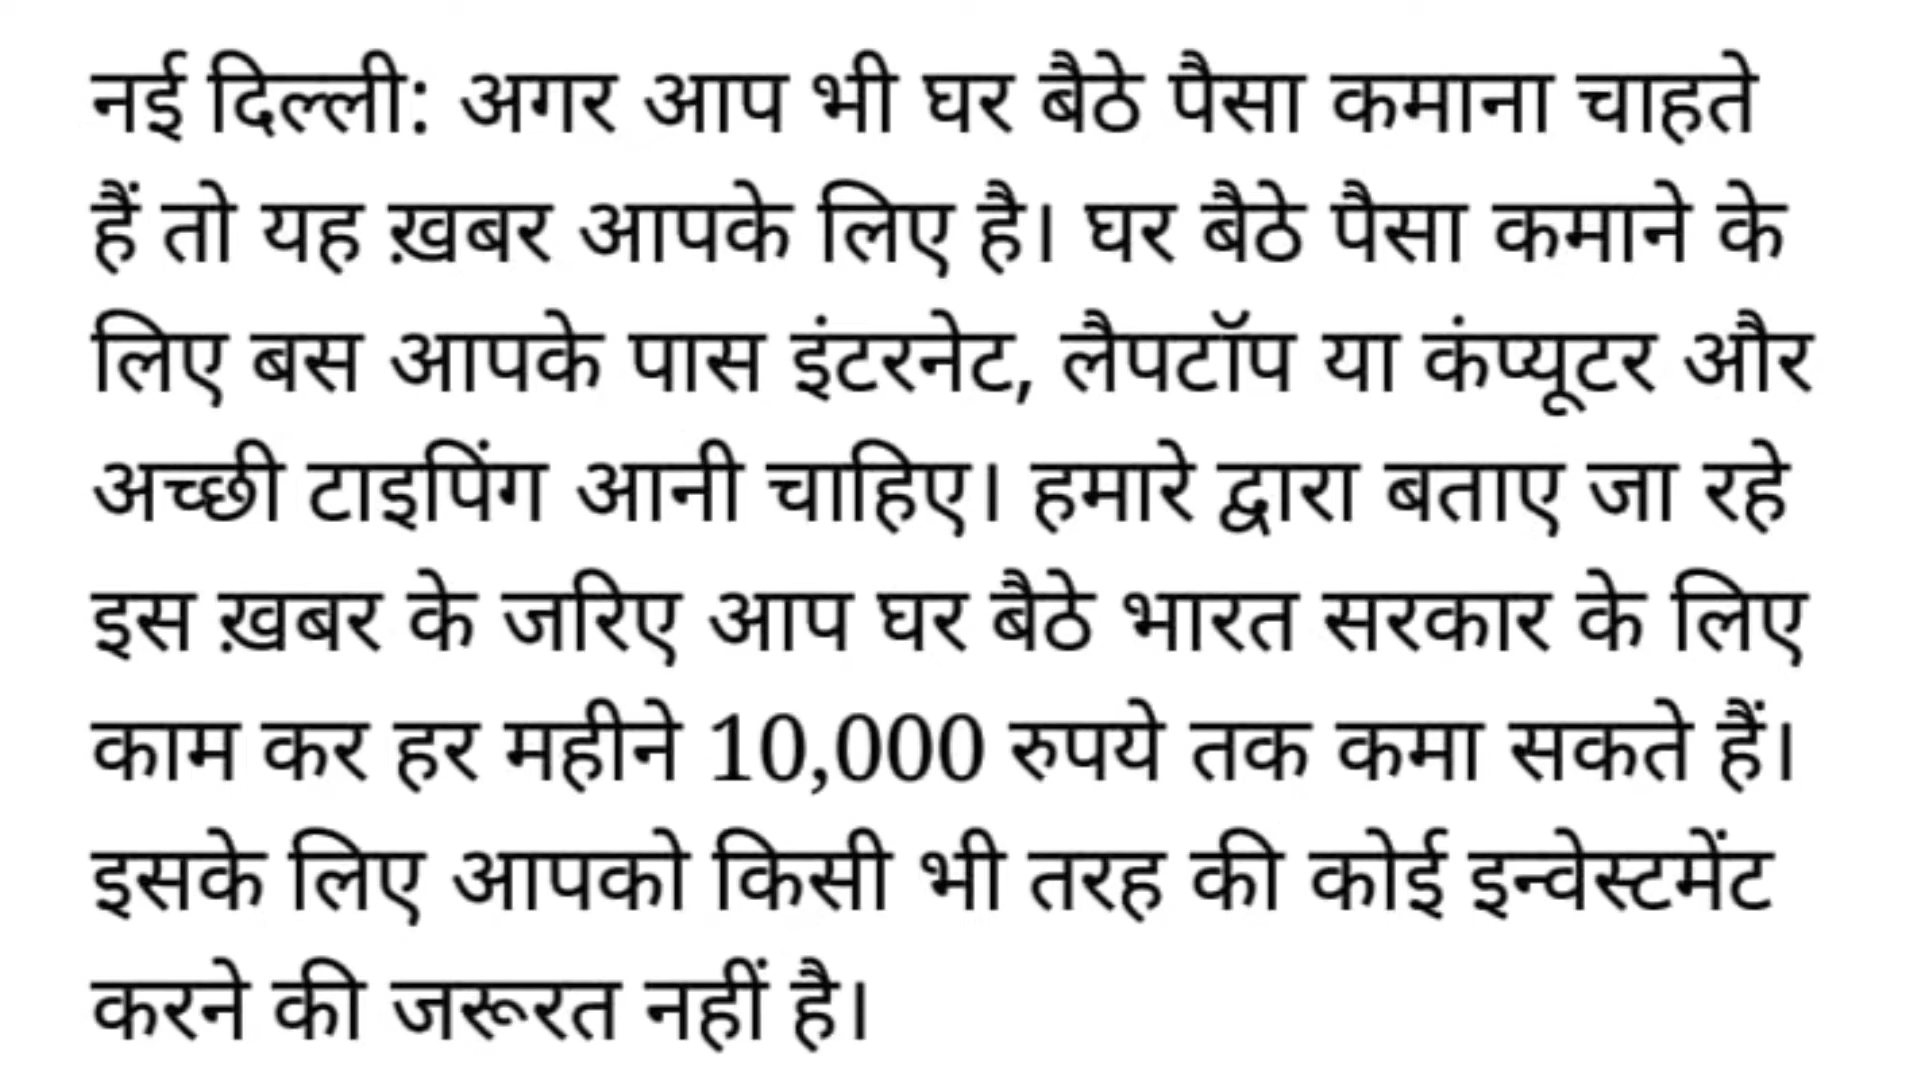 नई दिल्ली: अगर आप भी घर बैठे पैसा कमाना चाहते
हैं तो यह ख़बर आपके लिए है। घर बैठे पैसा कमाने के
लिए बस आपके पास इंटरनेट, लैपटॉप या कंप्यूटर और
अच्छी टाइपिंग आनी चाहिए। हमारे द्वारा बताए जा रहे
इस ख़बर के जरिए आप घर बैठे भारत सरकार के लिए
काम कर हर महीने 10,000 रुपये तक कमा सकते हैं।
इसके लिए आपको किसी भी तरह की कोई इन्वेस्टमेंट
करने की जरूरत नहीं है।